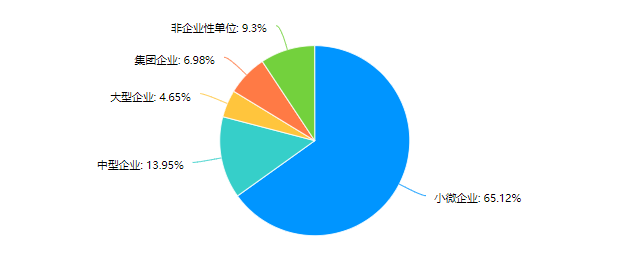 非企业性单位: 9.3%
集团企业: 6.98%
大型企业: 4.65%
中型企业: 13.95%
小微企业: 65.12%